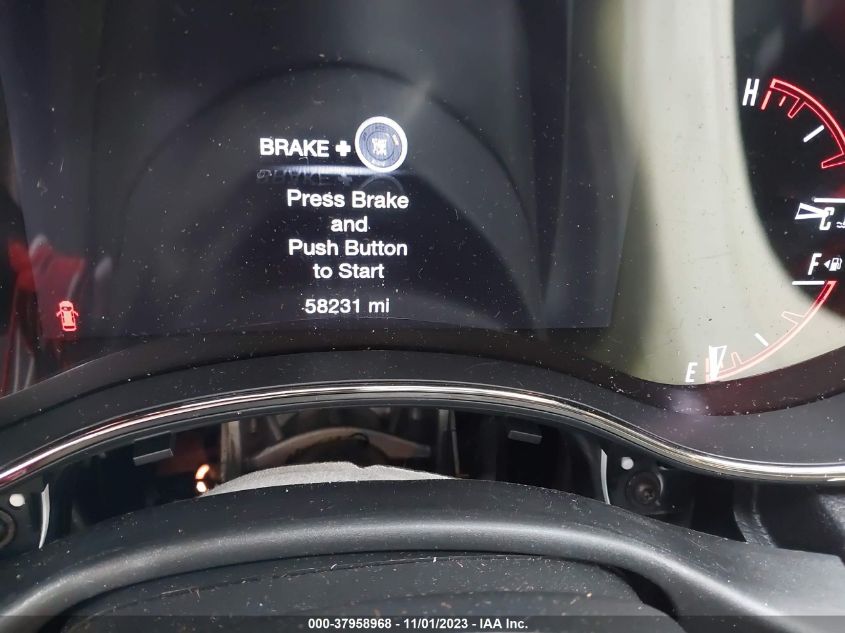 BRAKE +
Press Brake
and
Push Button
to Start
58231 mi
H
C
F
E
000-37958968 - 11/01/2023 - IAA Inc.